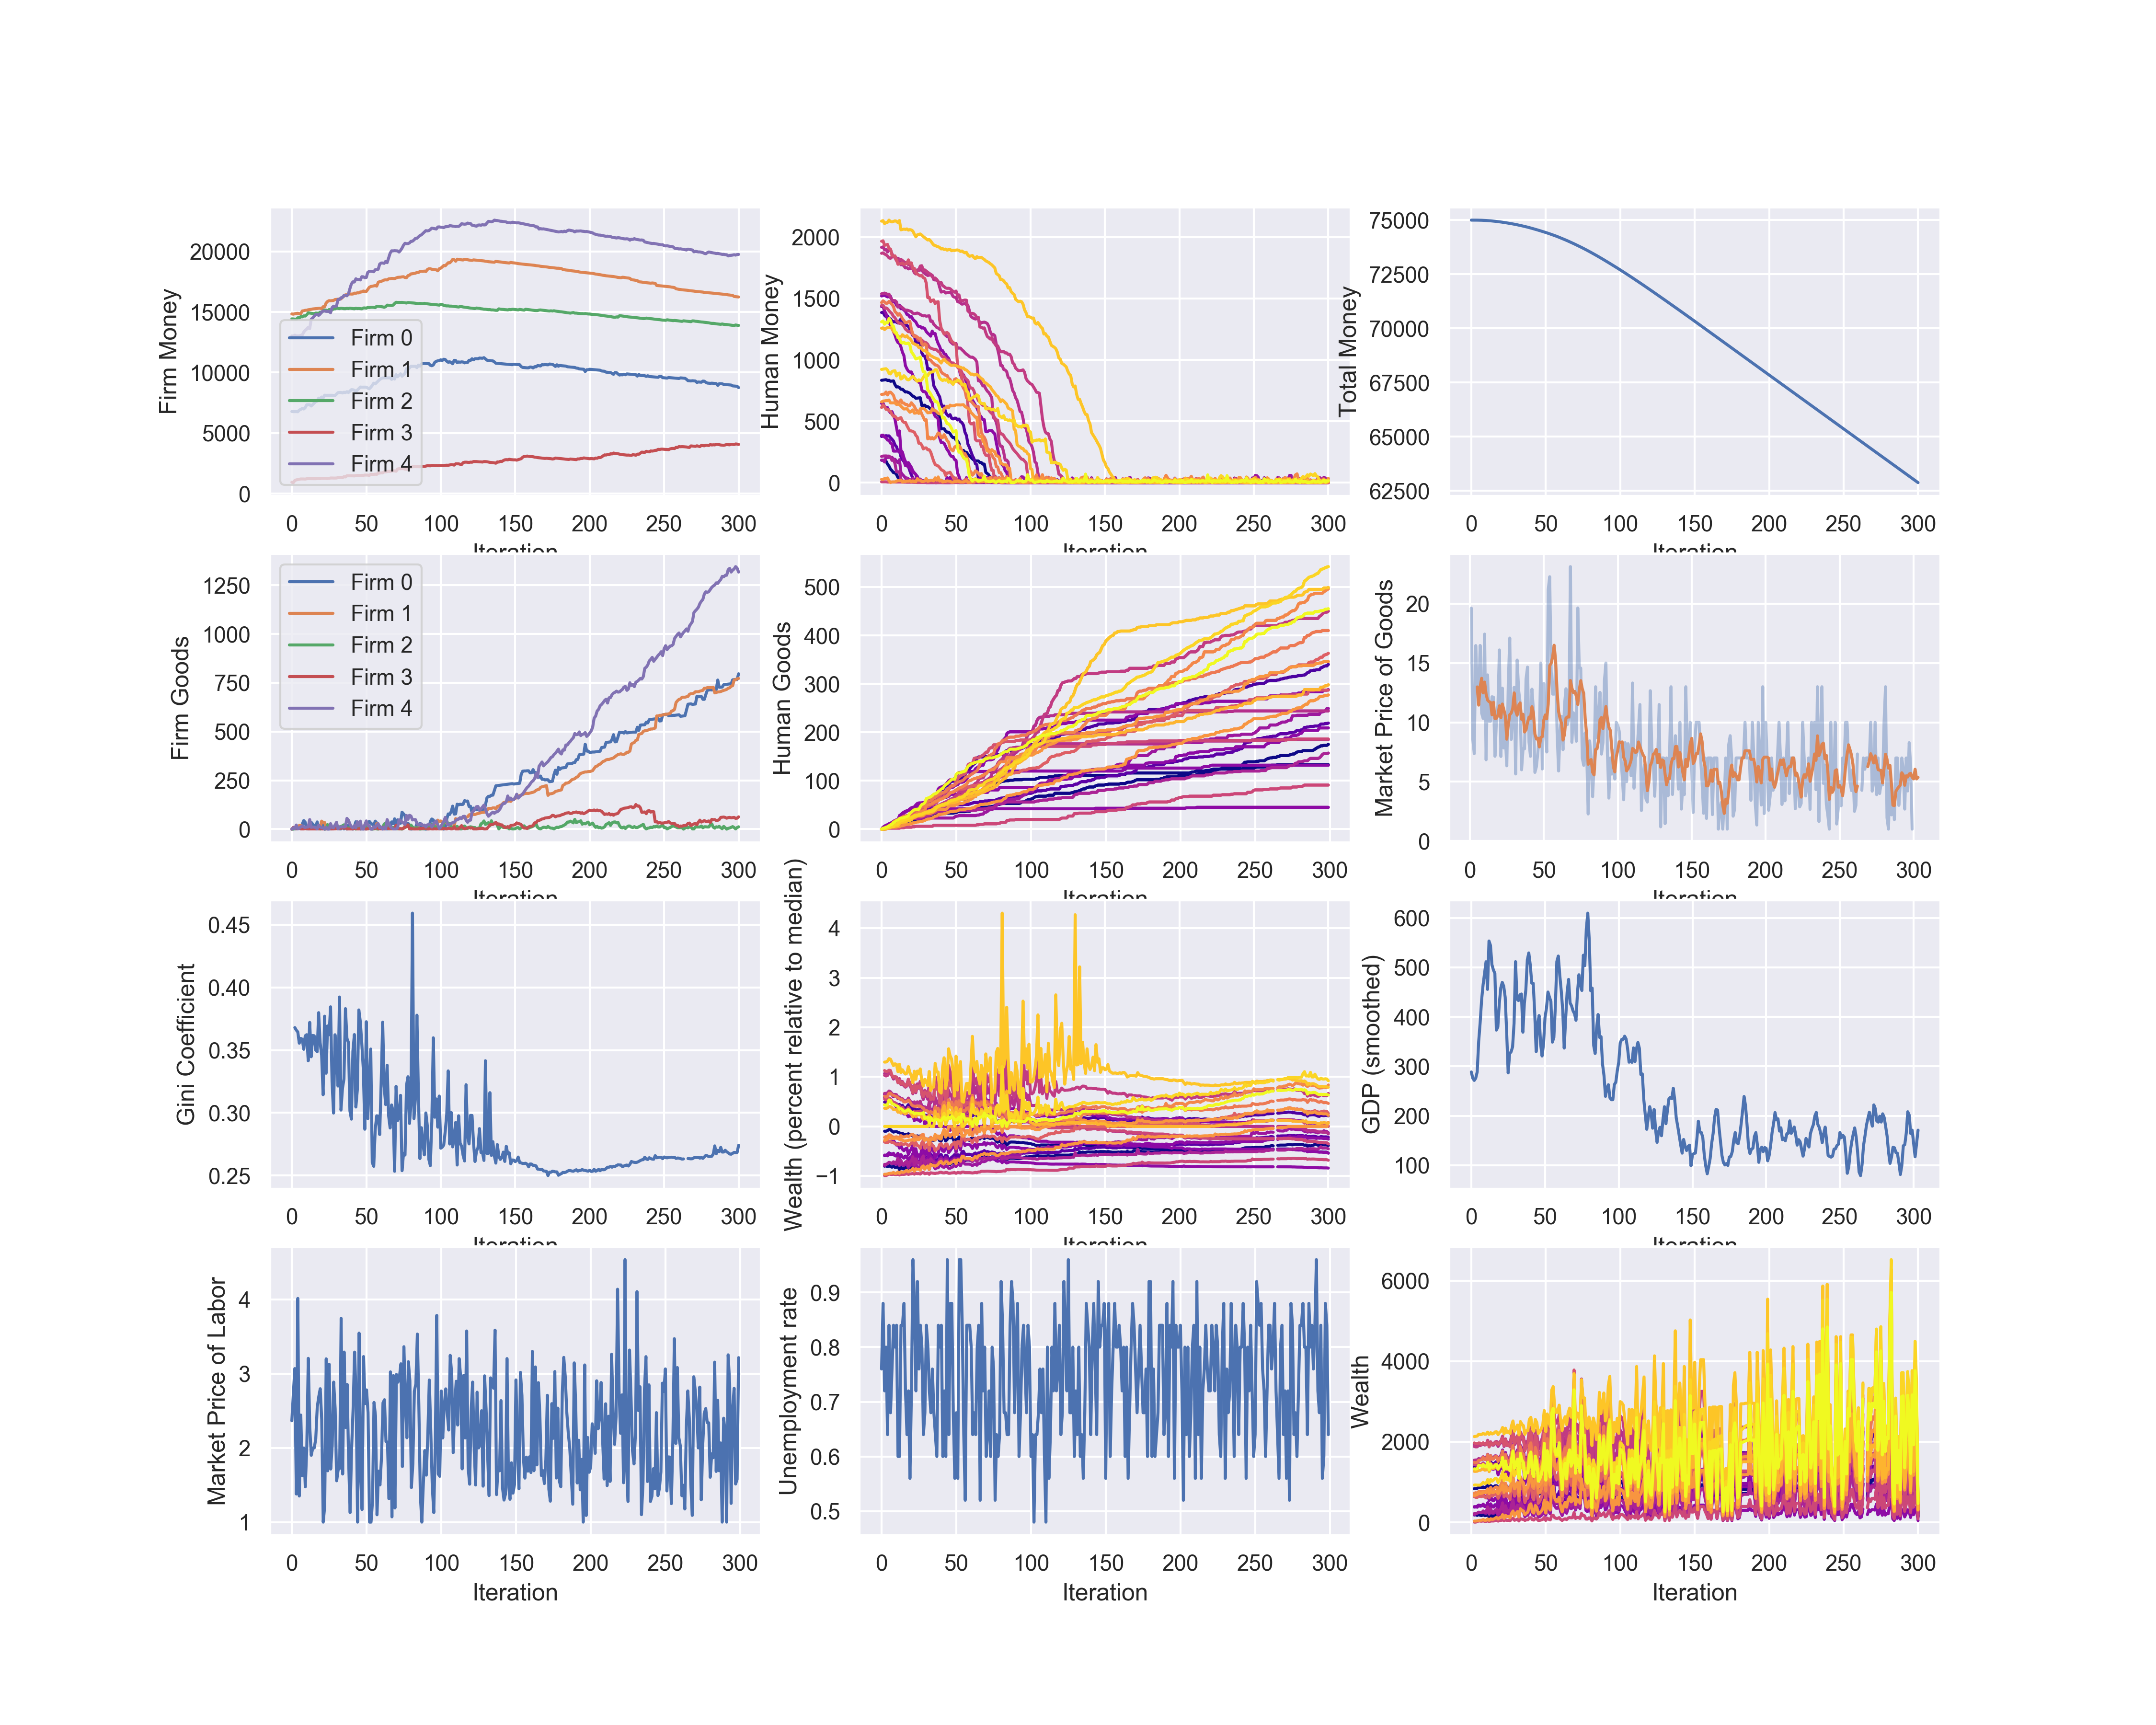 Firm Money
20000
15000
10000
5000
0
Firm 0
Firm 1
Firm 2
Firm 3
Firm 4
0 50 100 150 200 250 300
Iteration
Human Money
2000
1500
1000
500
0
0 50 100 150 200 250 300
Iteration
Total Money
75000
72500
70000
67500
65000
62500
0 50 100 150 200 250 300
Iteration
Firm Goods
1250
1000
750
500
250
0
Firm 0
Firm 1
Firm 2
Firm 3
Firm 4
0 50 100 150 200 250 300
Iteration
Human Goods
500
400
300
200
100
0
0 50 100 150 200 250 300
Iteration
Market Price of Goods
20
15
10
5
0
0 50 100 150 200 250 300
Iteration
Gini Coefficient
0.45
0.40
0.35
0.30
0.25
0 50 100 150 200 250 300
Iteration
Wealth (percent relative to median)
4
3
2
1
0
−1
0 50 100 150 200 250 300
Iteration
GDP (smoothed)
600
500
400
300
200
100
0 50 100 150 200 250 300
Iteration
Market Price of Labor
4
3
2
1
0 50 100 150 200 250 300
Iteration
Unemployment rate
0.9
0.8
0.7
0.6
0.5
0 50 100 150 200 250 300
Iteration
Wealth
6000
4000
2000
0
0 50 100 150 200 250 300
Iteration